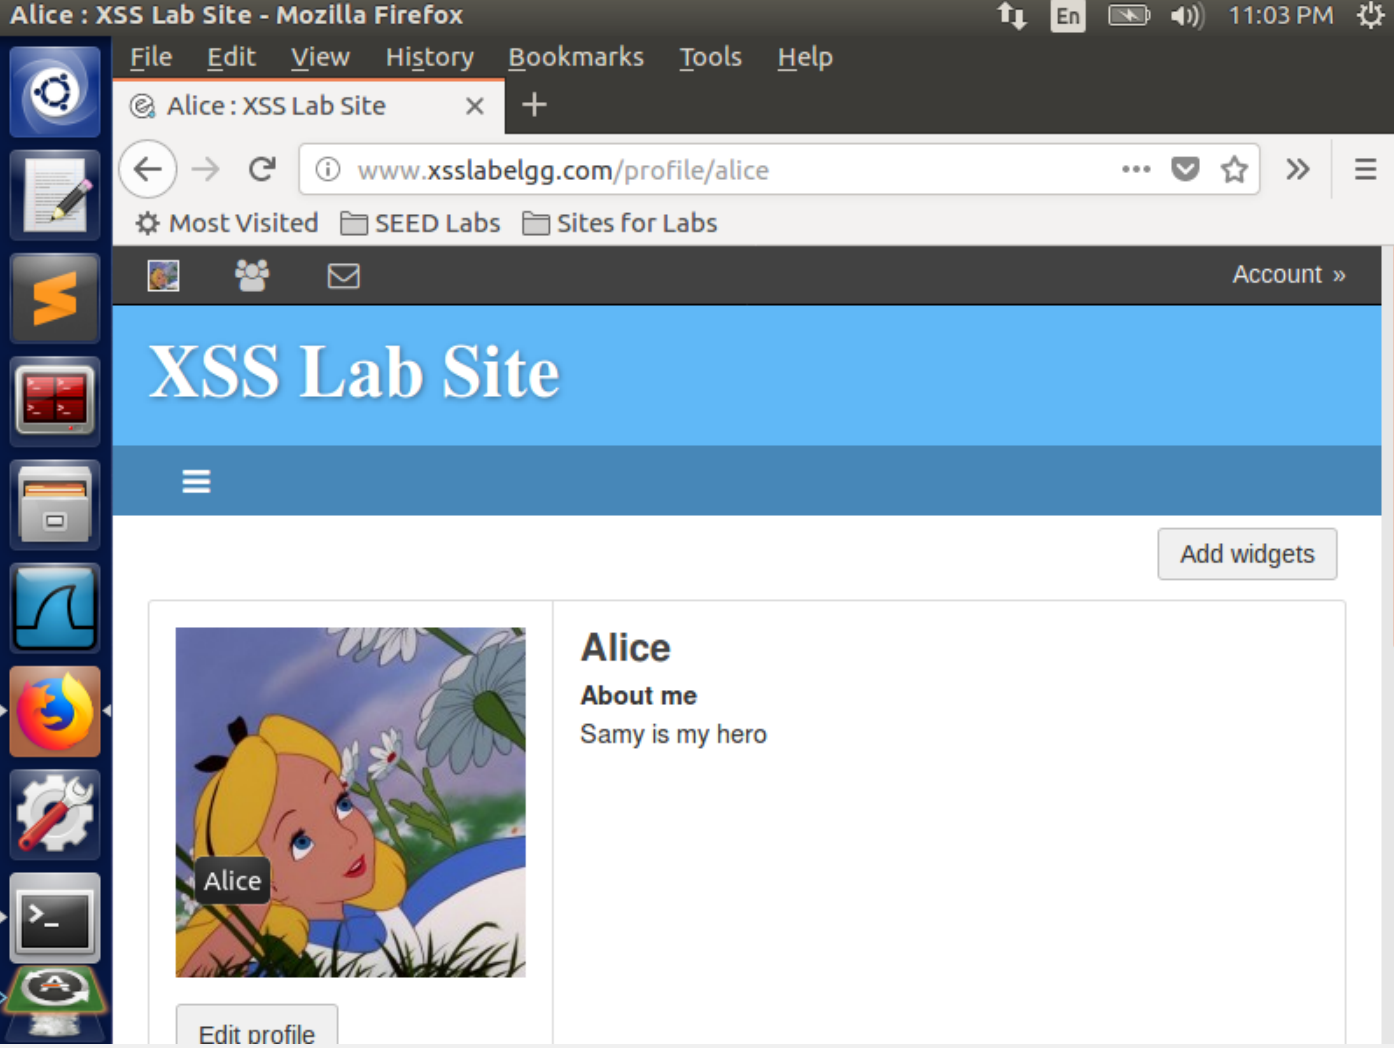 Alice : XSS Lab Site - Mozilla Firefox
En
11:03 PM
File Edit View History Bookmarks Tools Help
Alice : XSS Lab Site
www.xsslabelgg.com/profile/alice
Most Visited SEED Labs Sites for Labs
Account »
XSS Lab Site
Add widgets
Alice
About me
Samy is my hero
Alice
Edit profile